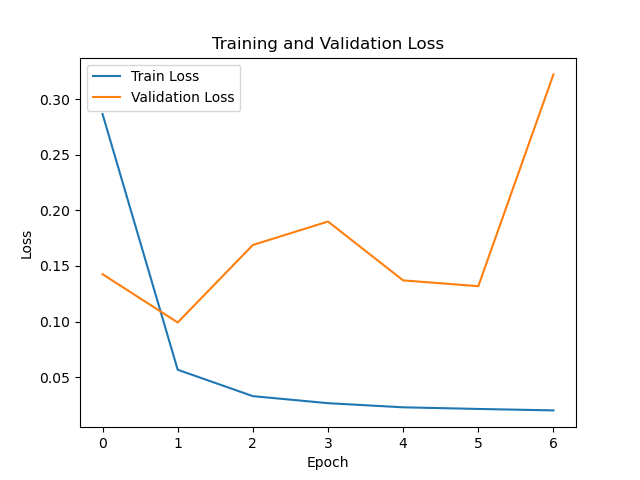 Training and Validation Loss
Train Loss
Validation Loss
0.30
0.25
0.20
0.15
0.10
0.05
Loss
0 1 2 3 4 5 6
Epoch